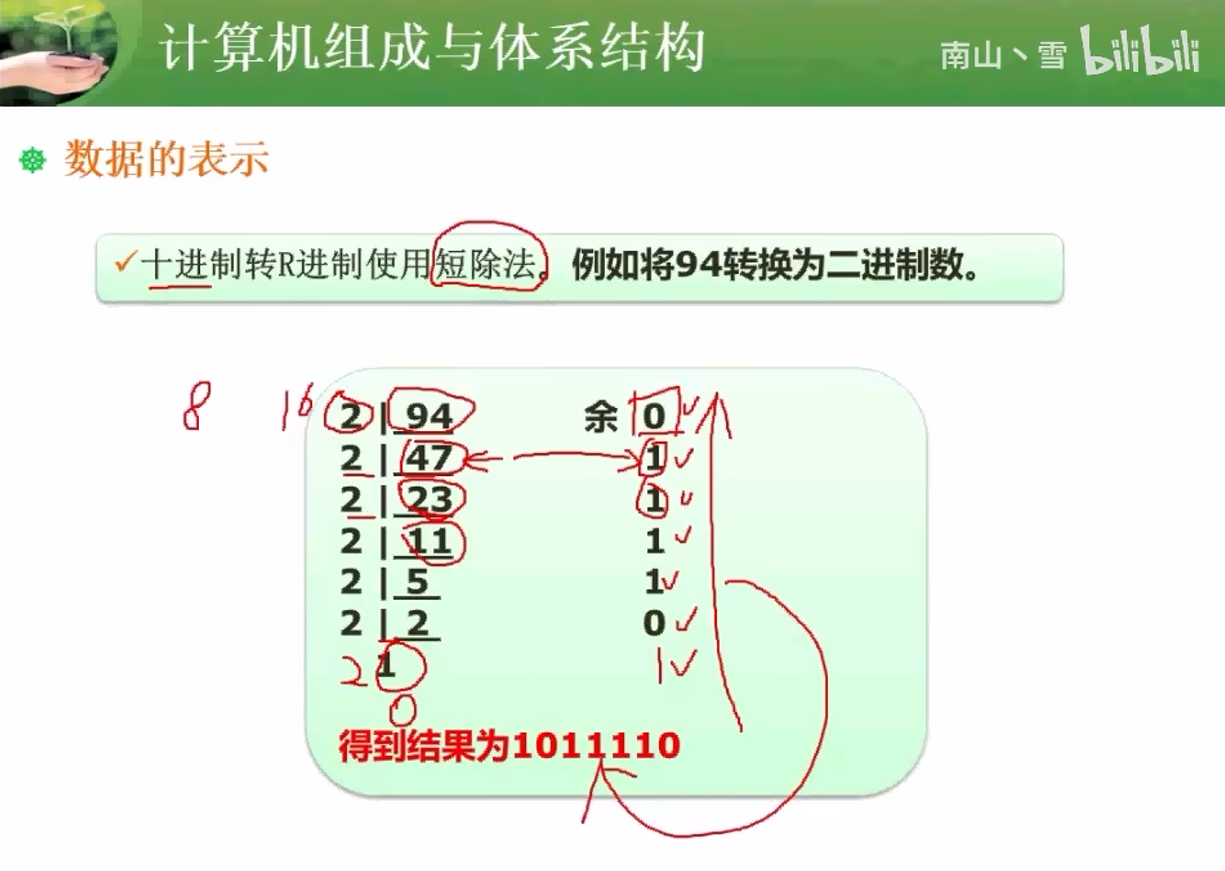 计算机组成与体系结构
南山丶雪 bilibili
数据的表示
✓十进制转R进制使用短除法。例如将94转换为二进制数。
8 16 2 | 94 余 0
2 | 47 1
2 | 23 1
2 | 11 1
2 | 5 1
2 | 2 0
2 1 1
0
得到结果为1011110